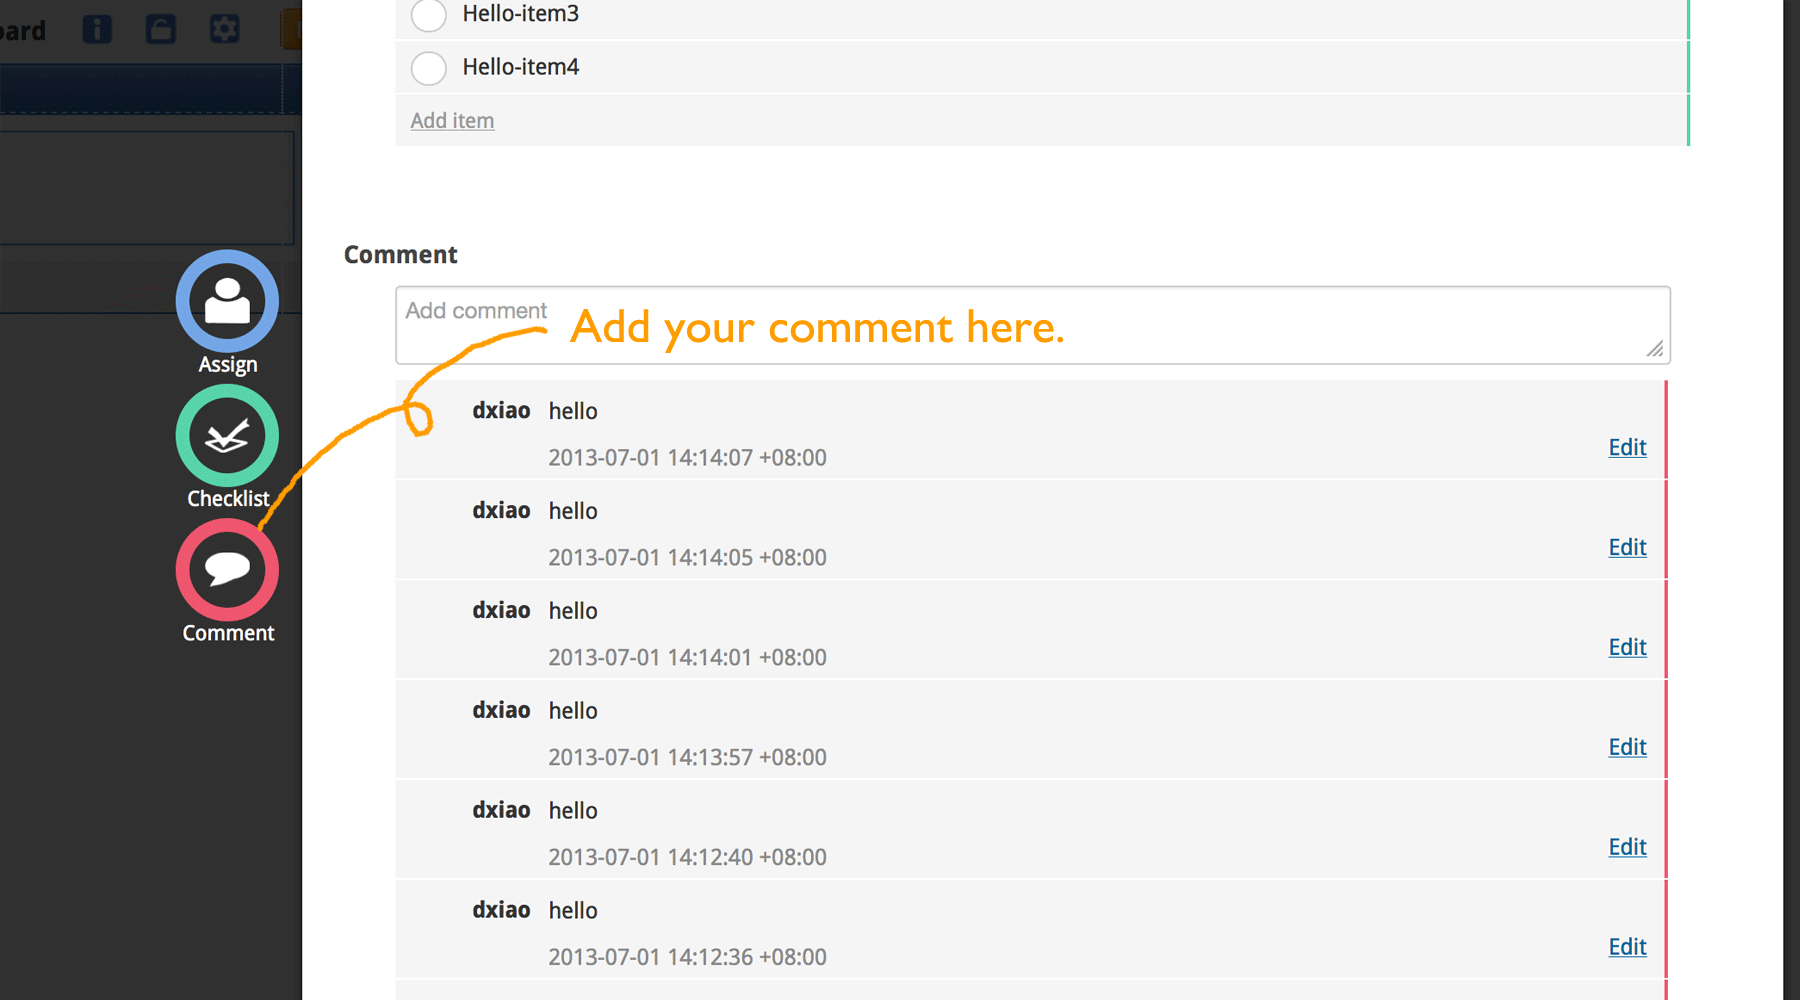 ard
Hello-item3
Hello-item4
Add item
Comment
Add comment
Add your comment here.
Assign
Checklist
Comment
dxiao hello
2013-07-01 14:14:07 +08:00
Edit
dxiao hello
2013-07-01 14:14:05 +08:00
Edit
dxiao hello
2013-07-01 14:14:01 +08:00
Edit
dxiao hello
2013-07-01 14:13:57 +08:00
Edit
dxiao hello
2013-07-01 14:12:40 +08:00
Edit
dxiao hello
2013-07-01 14:12:36 +08:00
Edit